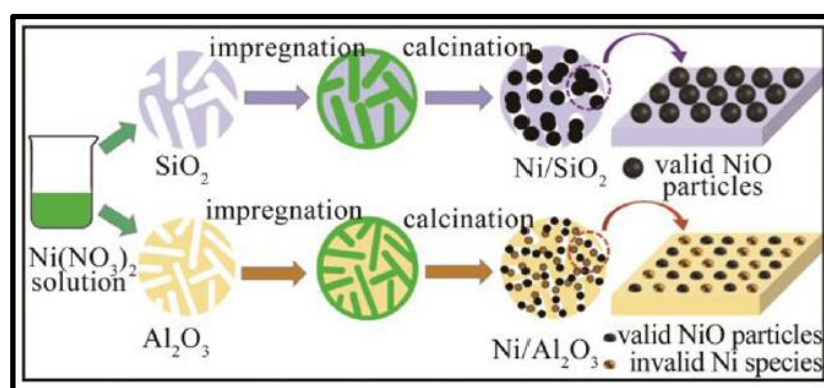 impregnation calcination
SiO₂
Ni/SiO₂
valid NiO
particles
Ni(NO₃)₂
solution
impregnation calcination
Al₂O₃
Ni/Al₂O₃
valid NiO particles
invalid Ni species